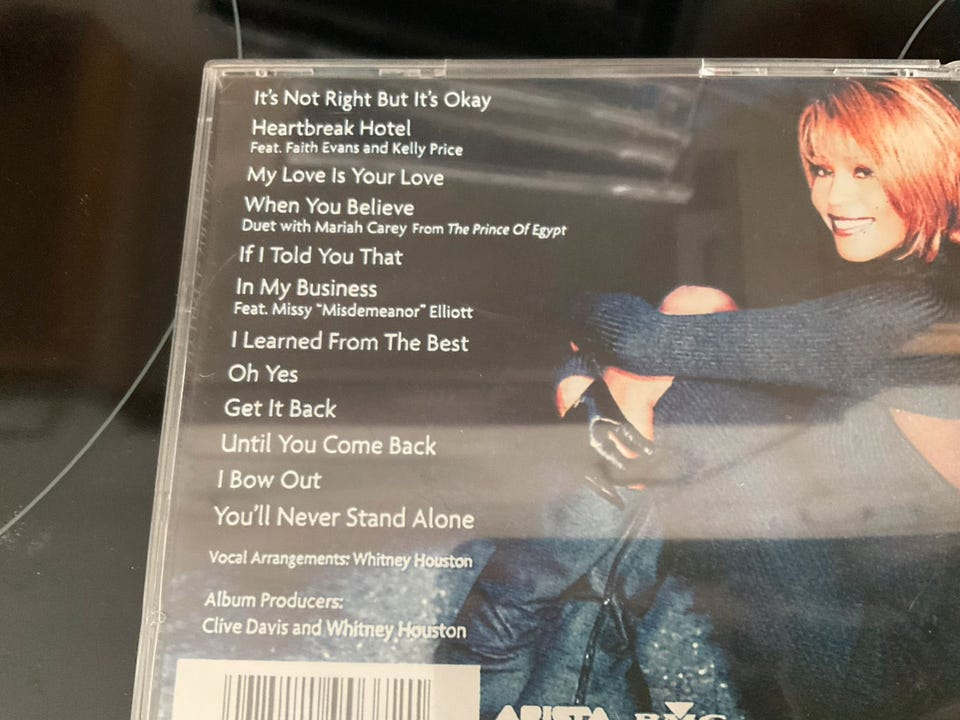 It's Not Right But It's Okay
Heartbreak Hotel
Feat. Faith Evans and Kelly Price
My Love Is Your Love
When You Believe
Duet with Mariah Carey From The Prince Of Egypt
If I Told You That
In My Business
Feat. Missy "Misdemeanor" Elliott
I Learned From The Best
Oh Yes
Get It Back
Until You Come Back
I Bow Out
You'll Never Stand Alone
Vocal Arrangements: Whitney Houston
Album Producers:
Clive Davis and Whitney Houston
ARISTA BMG